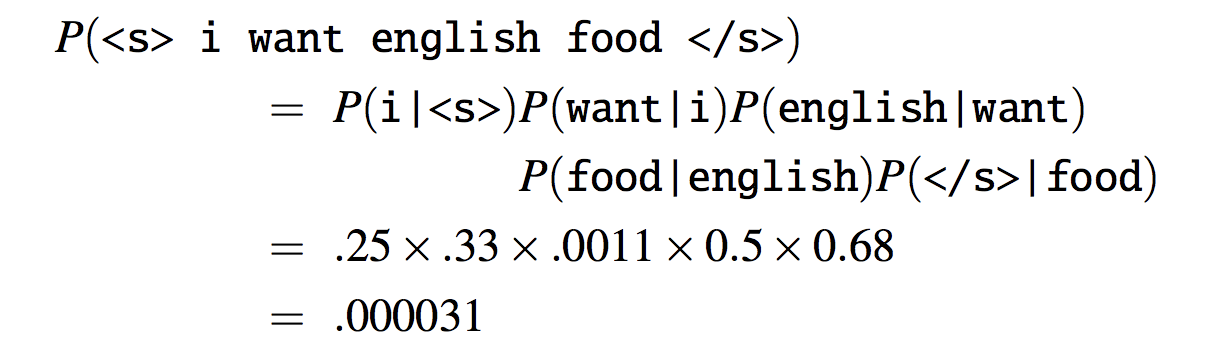 P(<s> i want english food </s>)
= P(i|<s>)P(want|i)P(english|want)
P(food|english)P(</s>|food)
= .25 × .33 × .0011 × 0.5 × 0.68
= .000031